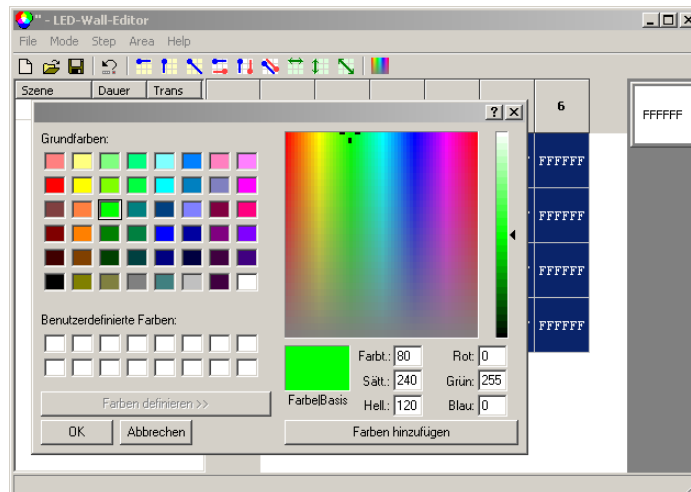 " - LED-Wall-Editor
File Mode Step Area Help
Szene Dauer Trans
6
FFFFFF
Grundfarben:
FFFFFF
FFFFFF
FFFFFF
FFFFFF
Benutzerdefinierte Farben:
Farbt.: 80 Rot: 0
Sätt.: 240 Grün: 255
Farbe|Basis Hell.: 120 Blau: 0
Farben definieren >>
OK Abbrechen Farben hinzufügen